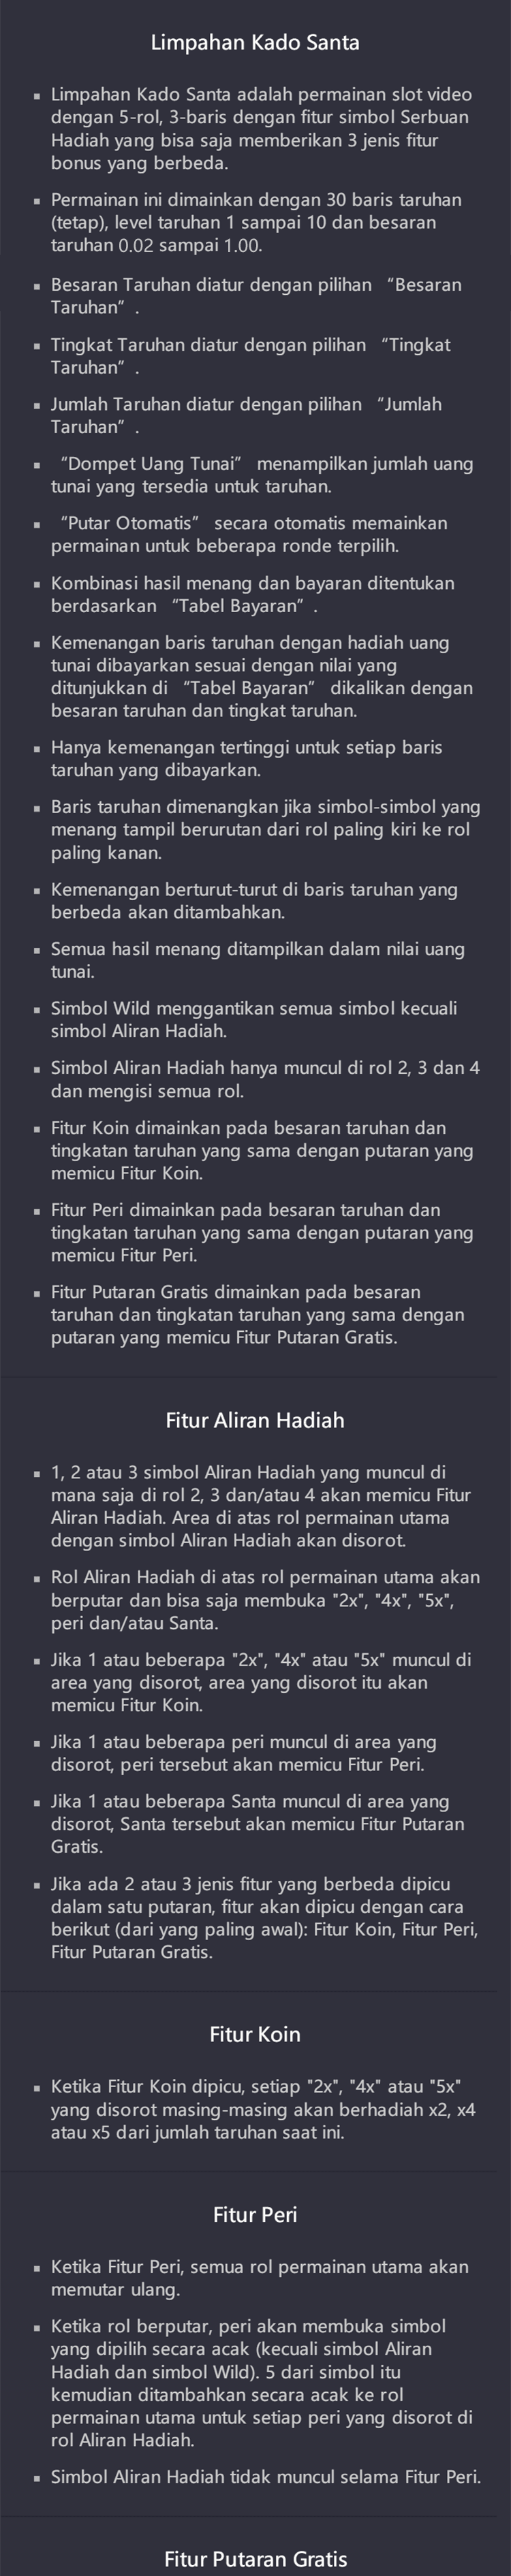 Limpahan Kado Santa
▪ Limpahan Kado Santa adalah permainan slot video
dengan 5-rol, 3-baris dengan fitur simbol Serbuan
Hadiah yang bisa saja memberikan 3 jenis fitur
bonus yang berbeda.
▪ Permainan ini dimainkan dengan 30 baris taruhan
(tetap), level taruhan 1 sampai 10 dan besaran
taruhan 0.02 sampai 1.00.
▪ Besaran Taruhan diatur dengan pilihan “Besaran
Taruhan” .
▪ Tingkat Taruhan diatur dengan pilihan “Tingkat
Taruhan” .
▪ Jumlah Taruhan diatur dengan pilihan “Jumlah
Taruhan” .
▪ “Dompet Uang Tunai” menampilkan jumlah uang
tunai yang tersedia untuk taruhan.
▪ “Putar Otomatis” secara otomatis memainkan
permainan untuk beberapa ronde terpilih.
▪ Kombinasi hasil menang dan bayaran ditentukan
berdasarkan “Tabel Bayaran” .
▪ Kemenangan baris taruhan dengan hadiah uang
tunai dibayarkan sesuai dengan nilai yang
ditunjukkan di “Tabel Bayaran” dikalikan dengan
besaran taruhan dan tingkat taruhan.
▪ Hanya kemenangan tertinggi untuk setiap baris
taruhan yang dibayarkan.
▪ Baris taruhan dimenangkan jika simbol-simbol yang
menang tampil berurutan dari rol paling kiri ke rol
paling kanan.
▪ Kemenangan berturut-turut di baris taruhan yang
berbeda akan ditambahkan.
▪ Semua hasil menang ditampilkan dalam nilai uang
tunai.
▪ Simbol Wild menggantikan semua simbol kecuali
simbol Aliran Hadiah.
▪ Simbol Aliran Hadiah hanya muncul di rol 2, 3 dan 4
dan mengisi semua rol.
▪ Fitur Koin dimainkan pada besaran taruhan dan
tingkatan taruhan yang sama dengan putaran yang
memicu Fitur Koin.
▪ Fitur Peri dimainkan pada besaran taruhan dan
tingkatan taruhan yang sama dengan putaran yang
memicu Fitur Peri.
▪ Fitur Putaran Gratis dimainkan pada besaran
taruhan dan tingkatan taruhan yang sama dengan
putaran yang memicu Fitur Putaran Gratis.
Fitur Aliran Hadiah
▪ 1, 2 atau 3 simbol Aliran Hadiah yang muncul di
mana saja di rol 2, 3 dan/atau 4 akan memicu Fitur
Aliran Hadiah. Area di atas rol permainan utama
dengan simbol Aliran Hadiah akan disorot.
▪ Rol Aliran Hadiah di atas rol permainan utama akan
berputar dan bisa saja membuka "2x", "4x", "5x",
peri dan/atau Santa.
▪ Jika 1 atau beberapa "2x", "4x" atau "5x" muncul di
area yang disorot, area yang disorot itu akan
memicu Fitur Koin.
▪ Jika 1 atau beberapa peri muncul di area yang
disorot, peri tersebut akan memicu Fitur Peri.
▪ Jika 1 atau beberapa Santa muncul di area yang
disorot, Santa tersebut akan memicu Fitur Putaran
Gratis.
▪ Jika ada 2 atau 3 jenis fitur yang berbeda dipicu
dalam satu putaran, fitur akan dipicu dengan cara
berikut (dari yang paling awal): Fitur Koin, Fitur Peri,
Fitur Putaran Gratis.
Fitur Koin
▪ Ketika Fitur Koin dipicu, setiap "2x", "4x" atau "5x"
yang disorot masing-masing akan berhadiah x2, x4
atau x5 dari jumlah taruhan saat ini.
Fitur Peri
▪ Ketika Fitur Peri, semua rol permainan utama akan
memutar ulang.
▪ Ketika rol berputar, peri akan membuka simbol
yang dipilih secara acak (kecuali simbol Aliran
Hadiah dan simbol Wild). 5 dari simbol itu
kemudian ditambahkan secara acak ke rol
permainan utama untuk setiap peri yang disorot di
rol Aliran Hadiah.
▪ Simbol Aliran Hadiah tidak muncul selama Fitur Peri.
Fitur Putaran Gratis